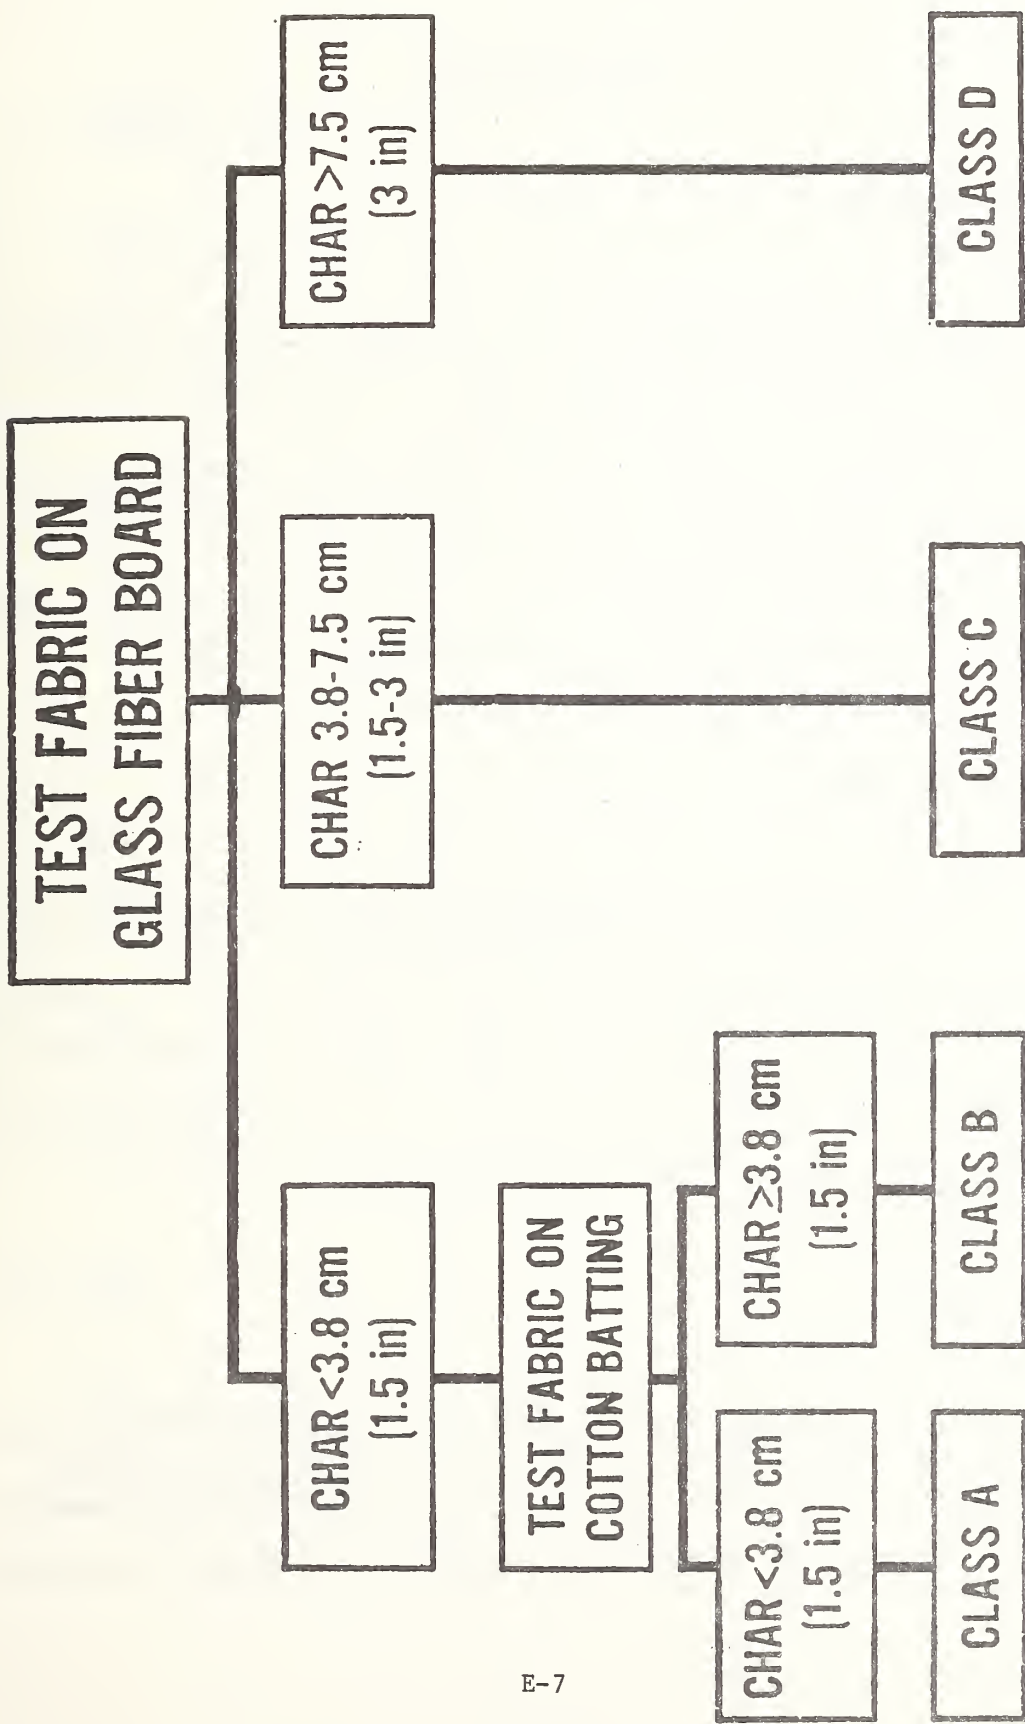 TEST FABRIC ON
GLASS FIBER BOARD
CHAR<3.8 cm
(1.5 in)
CHAR 3.8-7.5 cm
(1.5-3 in)
CHAR>7.5 cm
(3 in)
TEST FABRIC ON
COTTON BATTING
CHAR<3.8 cm
(1.5 in)
CHAR≥3.8 cm
(1.5 in)
CLASS A
CLASS B
CLASS C
CLASS D
E-7